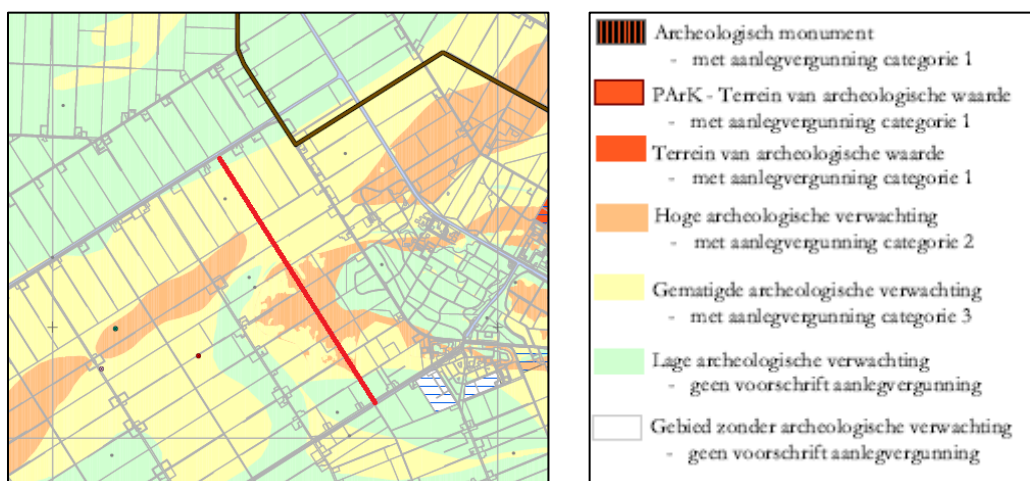 Archeologisch monument
- met aanlegvergunning categorie 1
PArK - Terrein van archeologische waarde
- met aanlegvergunning categorie 1
Terrein van archeologische waarde
- met aanlegvergunning categorie 1
Hoge archeologische verwachting
- met aanlegvergunning categorie 2
Gematigde archeologische verwachting
- met aanlegvergunning categorie 3
Lage archeologische verwachting
- geen voorschrift aanlegvergunning
Gebied zonder archeologische verwachting
- geen voorschrift aanlegvergunning